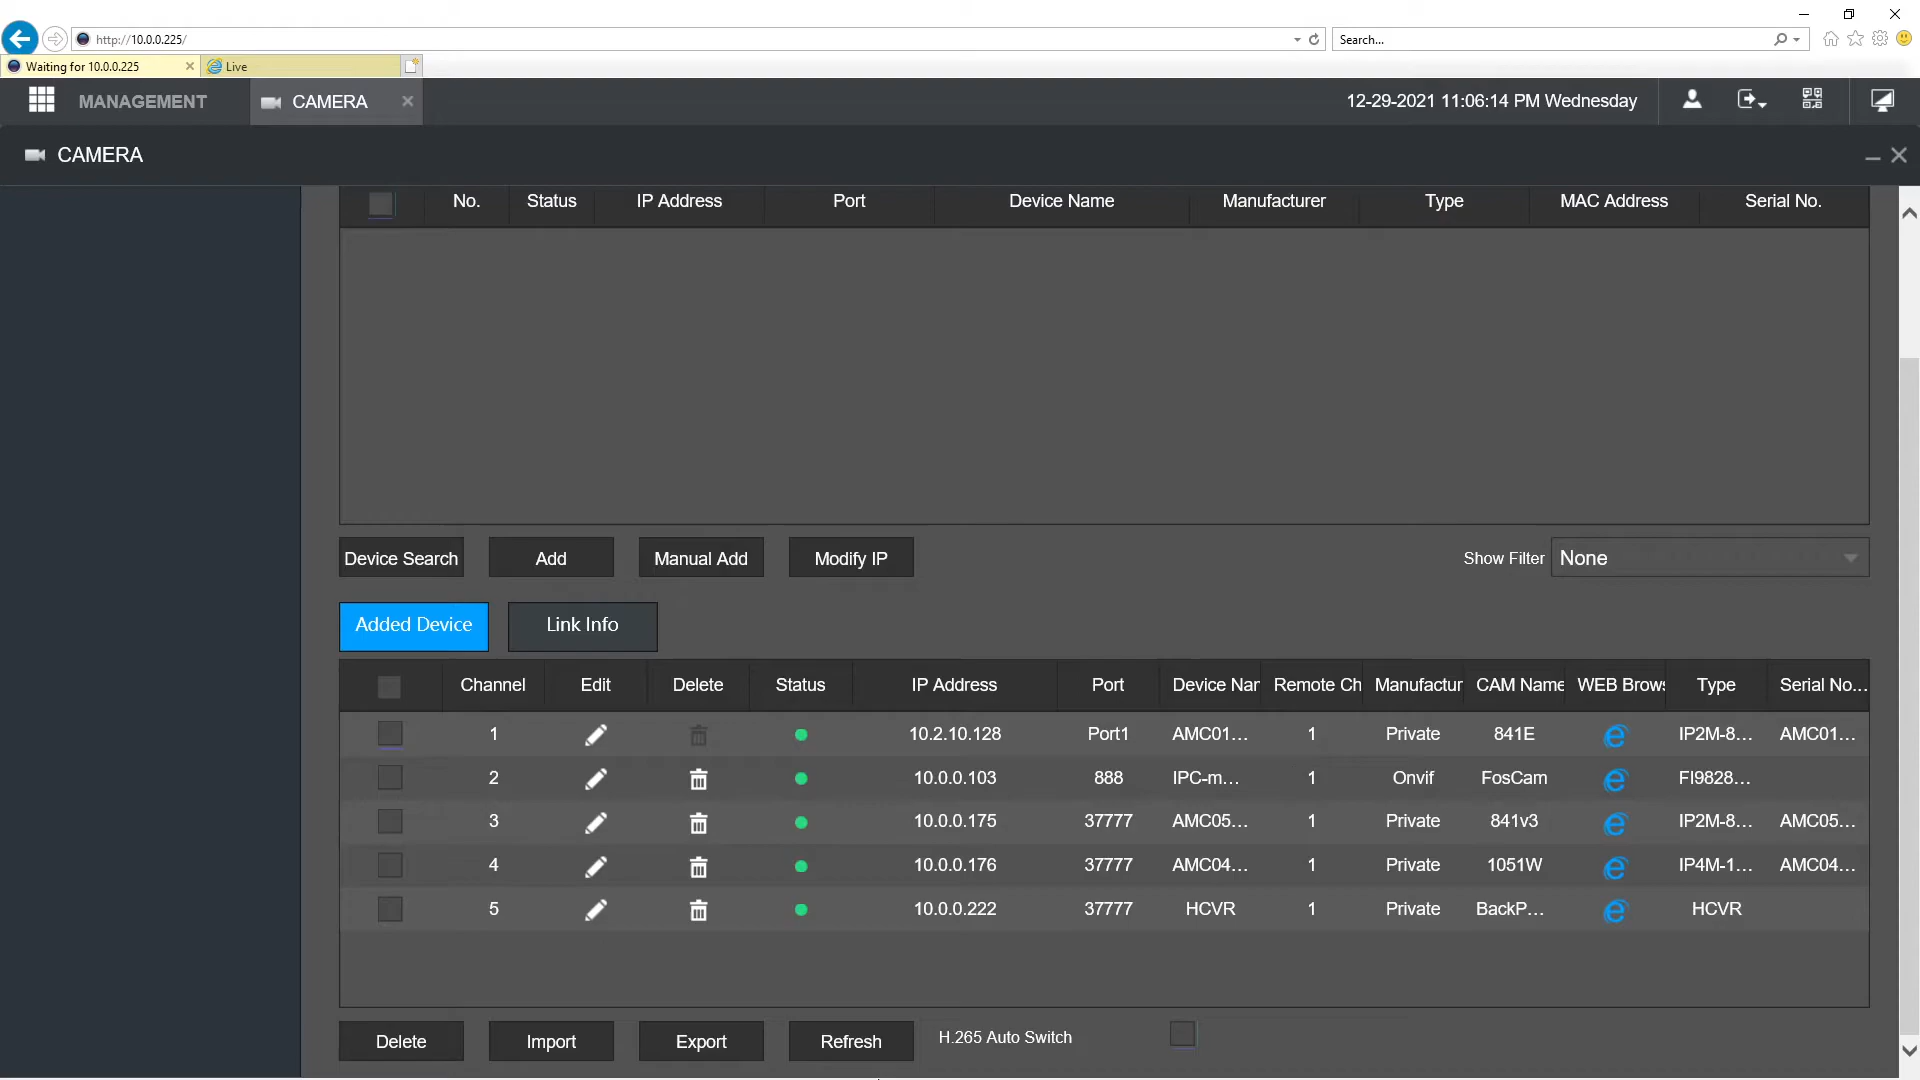 http://10.0.0.225/
Search...
Waiting for 10.0.0.225
Live
MANAGEMENT
CAMERA
12-29-2021 11:06:14 PM Wednesday
CAMERA
No. Status IP Address Port Device Name Manufacturer Type MAC Address Serial No.
Device Search Add Manual Add Modify IP Show Filter None
Added Device Link Info
Channel Edit Delete Status IP Address Port Device Nar Remote Ch Manufactur CAM Name WEB Brows Type Serial No...
1 10.2.10.128 Port1 AMC01... 1 Private 841E IP2M-8... AMC01...
2 10.0.0.103 888 IPC-m... 1 Onvif FosCam FI9828...
3 10.0.0.175 37777 AMC05... 1 Private 841v3 IP2M-8... AMC05...
4 10.0.0.176 37777 AMC04... 1 Private 1051W IP4M-1... AMC04...
5 10.0.0.222 37777 HCVR 1 Private BackP... HCVR
Delete Import Export Refresh H.265 Auto Switch